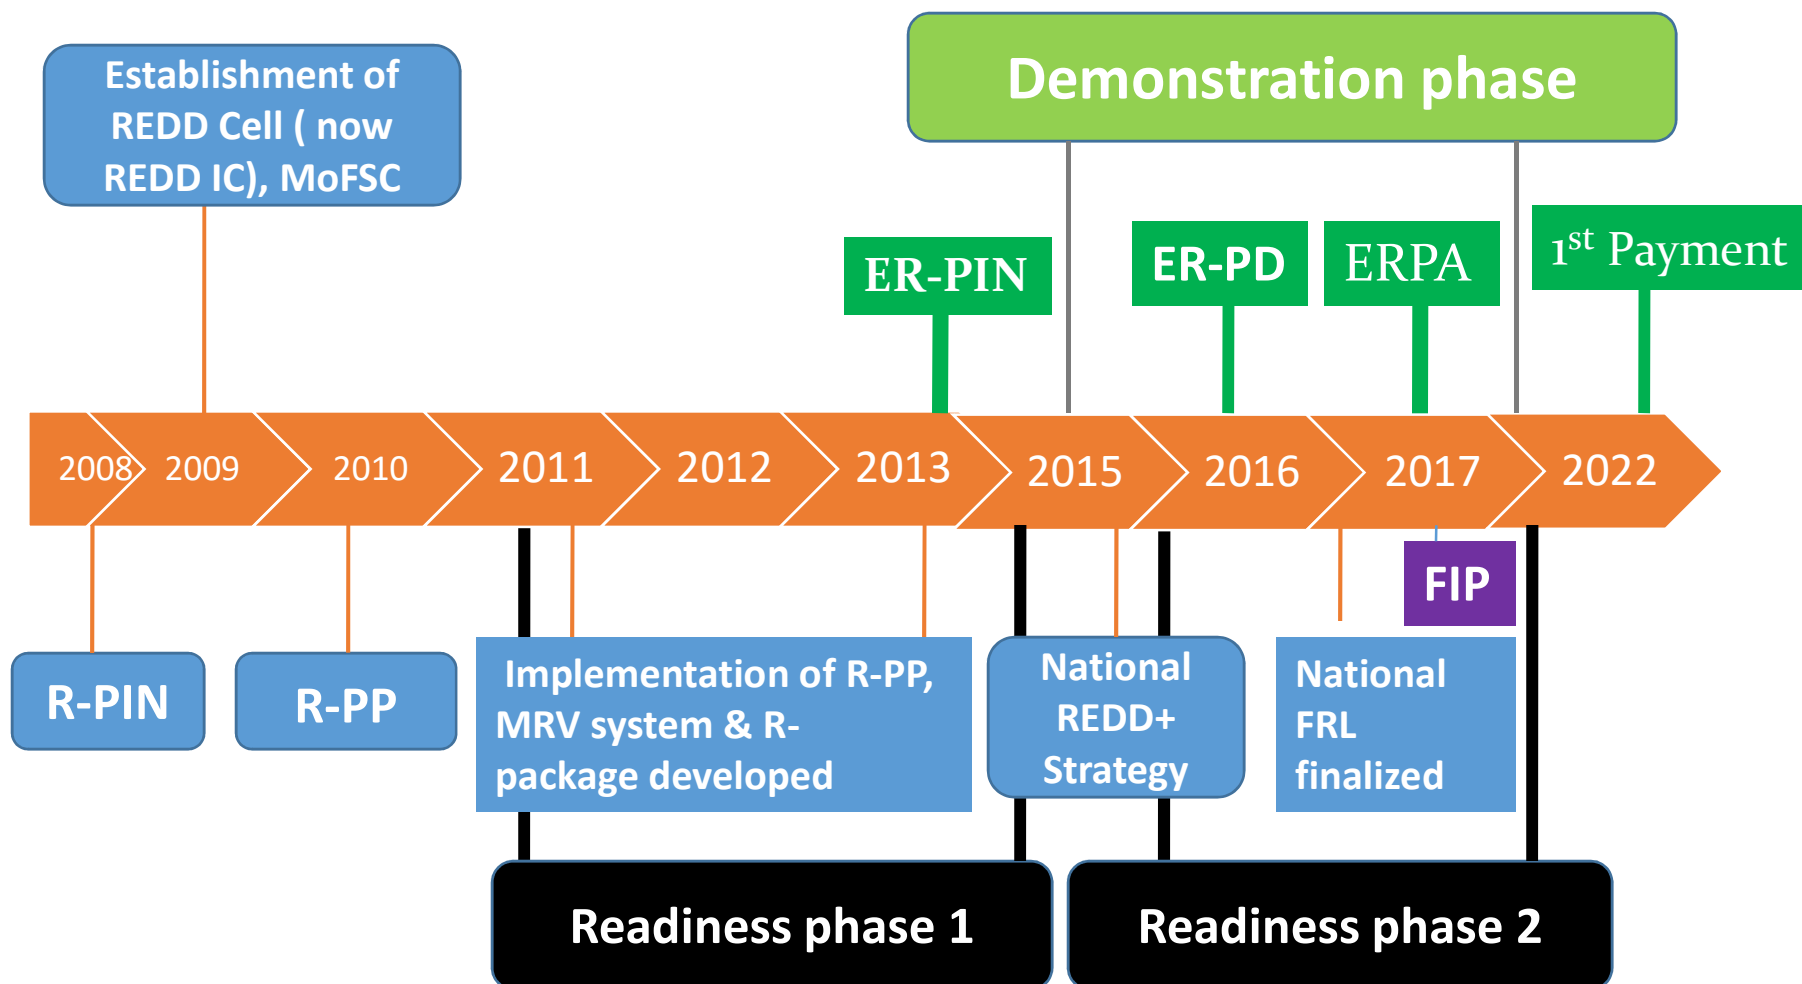 Establishment of
REDD Cell ( now
REDD IC), MoFSC
Demonstration phase
ER-PIN
ER-PD
ERPA
1st Payment
2008
2009
2010
2011
2012
2013
2015
2016
2017
2022
FIP
R-PIN
R-PP
Implementation of R-PP,
MRV system & R-
package developed
National
REDD+
Strategy
National
FRL
finalized
Readiness phase 1
Readiness phase 2